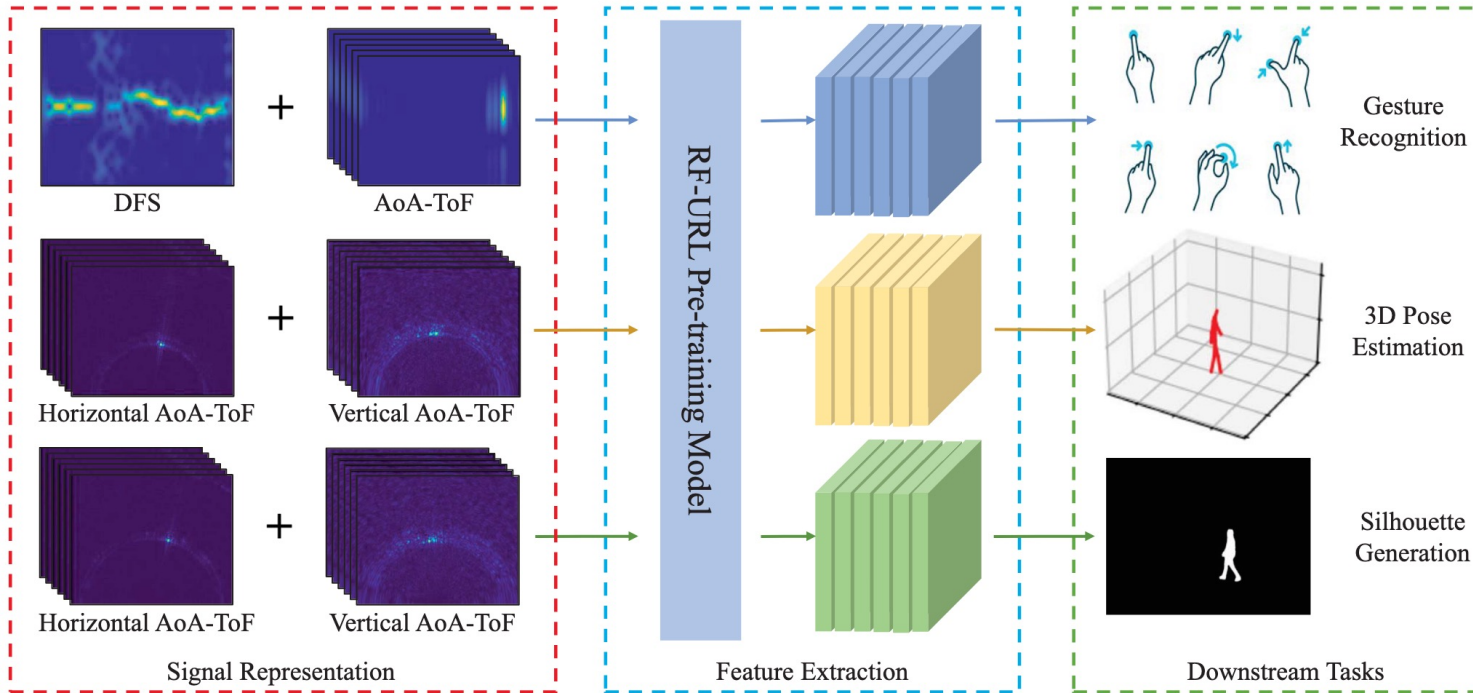 DFS
+
AoA-ToF
Horizontal AoA-ToF
+
Vertical AoA-ToF
Horizontal AoA-ToF
+
Vertical AoA-ToF
Signal Representation
RF-URL Pre-training Model
Feature Extraction
Gesture
Recognition
3D Pose
Estimation
Silhouette
Generation
Downstream Tasks